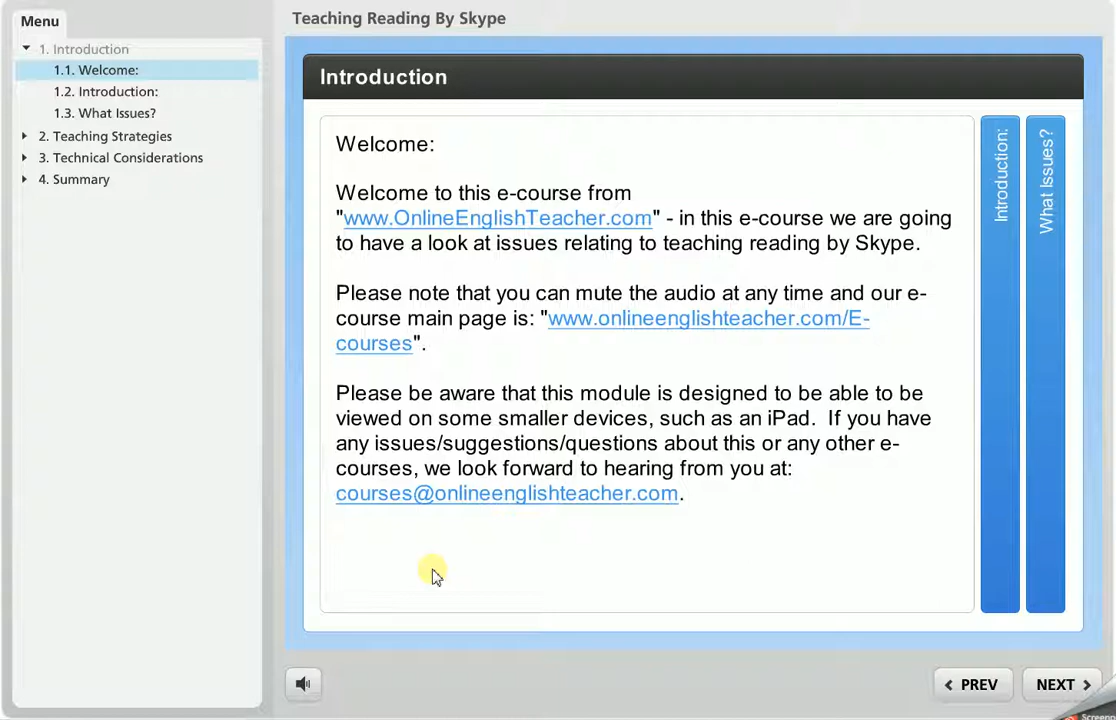 Menu
Teaching Reading By Skype
1. Introduction
1.1. Welcome:
1.2. Introduction:
1.3. What Issues?
2. Teaching Strategies
3. Technical Considerations
4. Summary
Introduction
Welcome:
Welcome to this e-course from
"www.OnlineEnglishTeacher.com" - in this e-course we are going
to have a look at issues relating to teaching reading by Skype.
Please note that you can mute the audio at any time and our e-
course main page is: "www.onlineenglishteacher.com/E-
courses".
Please be aware that this module is designed to be able to be
viewed on some smaller devices, such as an iPad.  If you have
any issues/suggestions/questions about this or any other e-
courses, we look forward to hearing from you at:
courses@onlineenglishteacher.com.
Introduction:
What Issues?
PREV
NEXT